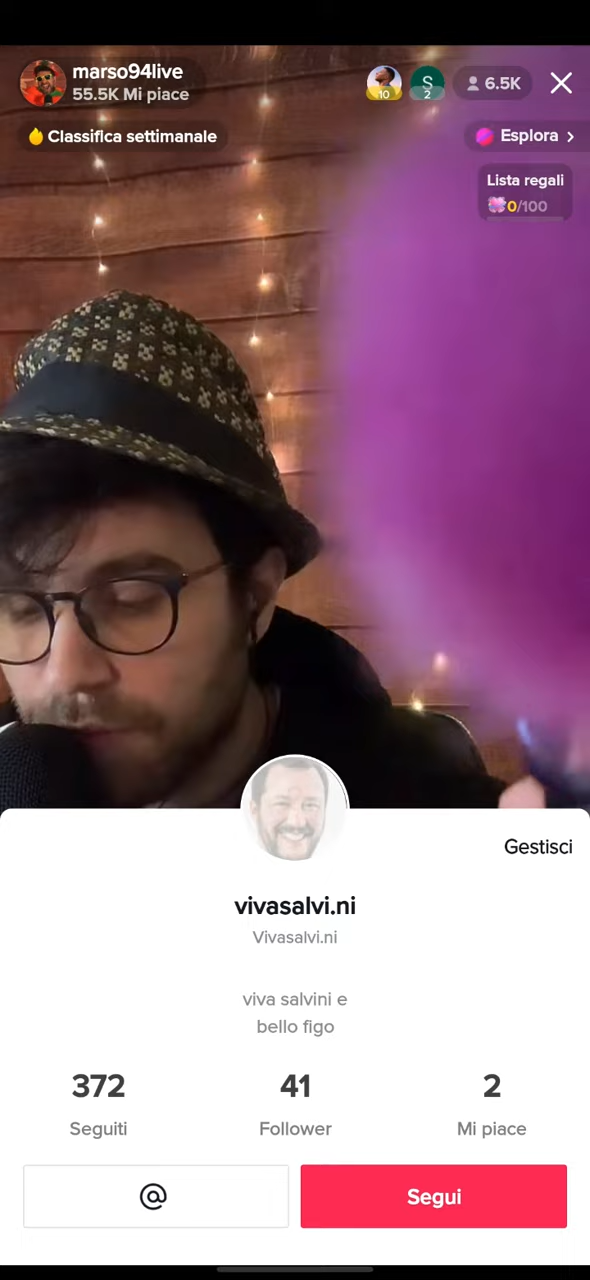 marso94live
55.5K Mi piace
10
S
2
6.5K
Classifica settimanale
Esplora
Lista regali
0/100
Gestisci
vivasalvi.ni
Vivasalvi.ni
viva salvini e
bello figo
372
41
2
Seguiti
Follower
Mi piace
@
Segui